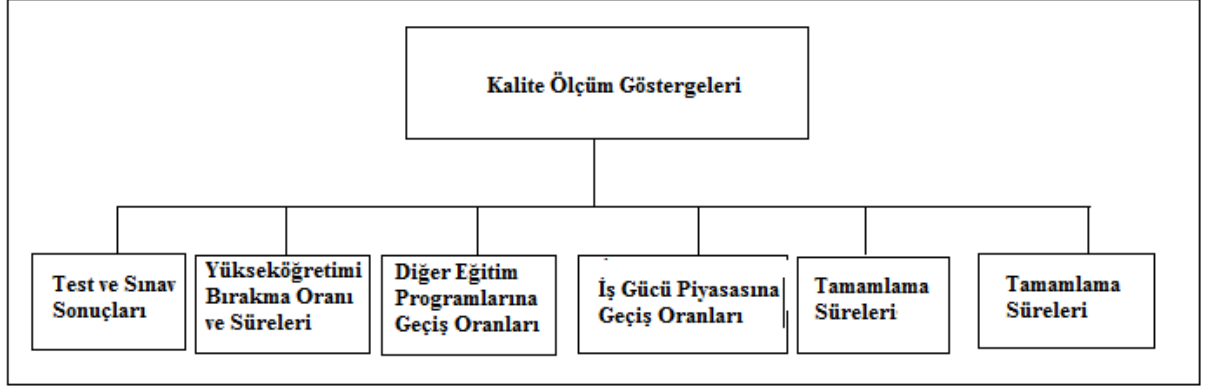 Kalite Ölçüm Göstergeleri
Test ve Sınav
Sonuçları
Yükseköğretimi
Bırakma Oranı
ve Süreleri
Diğer Eğitim
Programlarına
Geçiş Oranları
İş Gücü Piyasasına
Geçiş Oranları
Tamamlama
Süreleri
Tamamlama
Süreleri